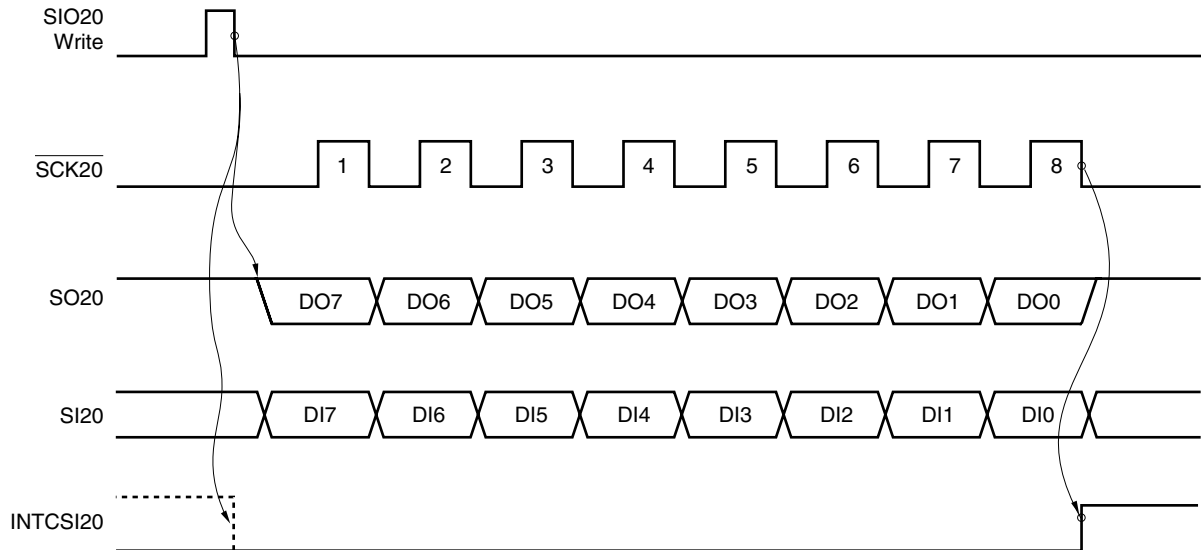 SIO20
Write
SCK20
1 2 3 4 5 6 7 8
SO20
DO7 DO6 DO5 DO4 DO3 DO2 DO1 DO0
SI20
DI7 DI6 DI5 DI4 DI3 DI2 DI1 DI0
INTCSI20